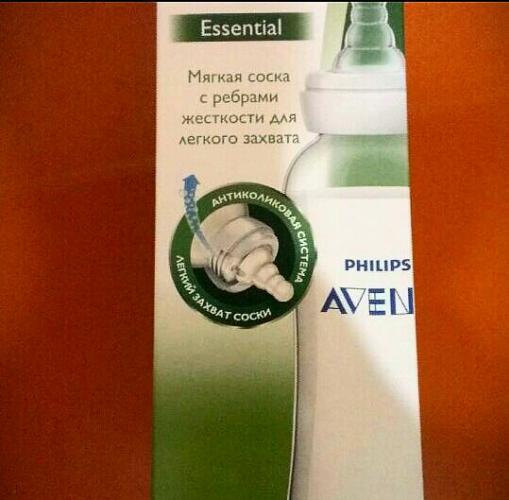 Essential
Мягкая соска
с ребрами
жесткости для
легкого захвата
АНТИКОЛИКОВАЯ СИСТЕМА
ЛЕГКИЙ ЗАХВАТ СОСКИ
PHILIPS
AVEN